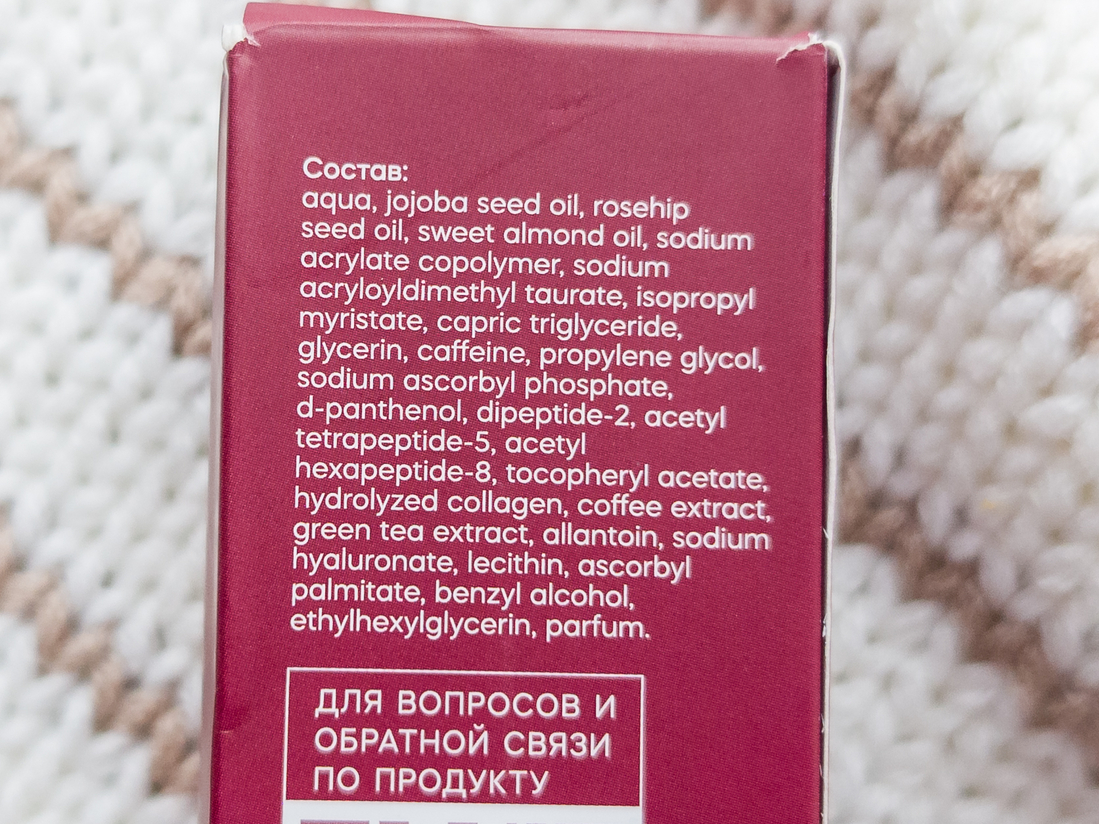 Состав:
aqua, jojoba seed oil, rosehip
seed oil, sweet almond oil, sodium
acrylate copolymer, sodium
acryloyldimethyl taurate, isopropyl
myristate, capric triglyceride,
glycerin, caffeine, propylene glycol,
sodium ascorbyl phosphate,
d-panthenol, dipeptide-2, acetyl
tetrapeptide-5, acetyl
hexapeptide-8, tocopheryl acetate,
hydrolyzed collagen, coffee extract,
green tea extract, allantoin, sodium
hyaluronate, lecithin, ascorbyl
palmitate, benzyl alcohol,
ethylhexylglycerin, parfum.
ДЛЯ ВОПРОСОВ И
ОБРАТНОЙ СВЯЗИ
ПО ПРОДУКТУ